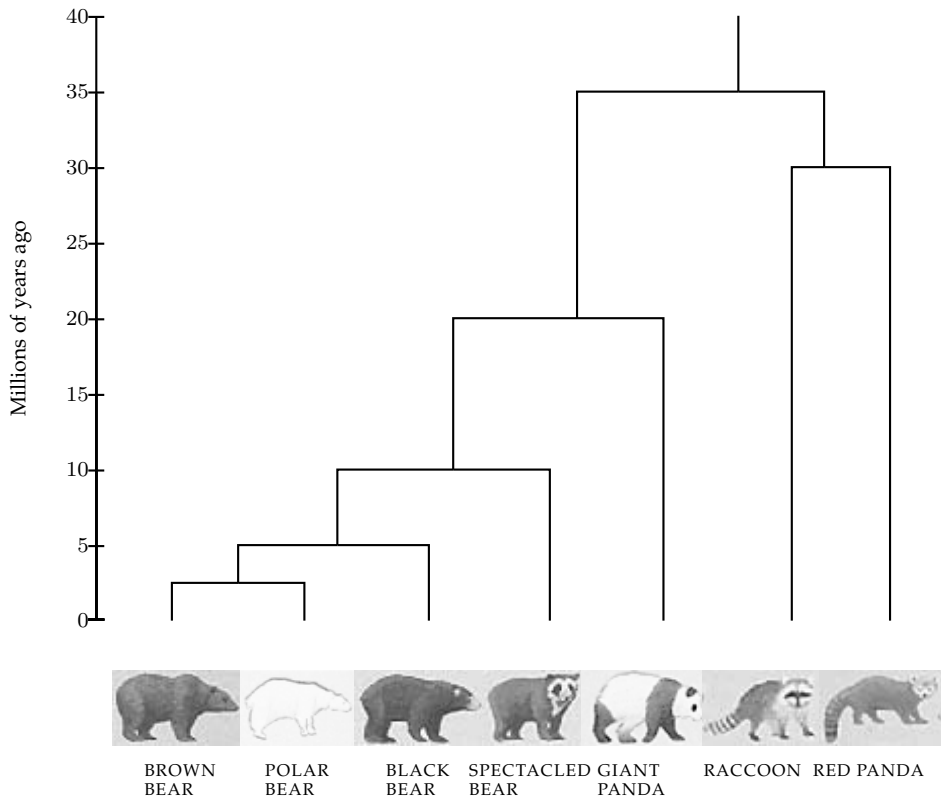 40
35
30
25
20
15
10
5
0
Millions of years ago
BROWN BEAR
POLAR BEAR
BLACK BEAR
SPECTACLED BEAR
GIANT PANDA
RACCOON
RED PANDA